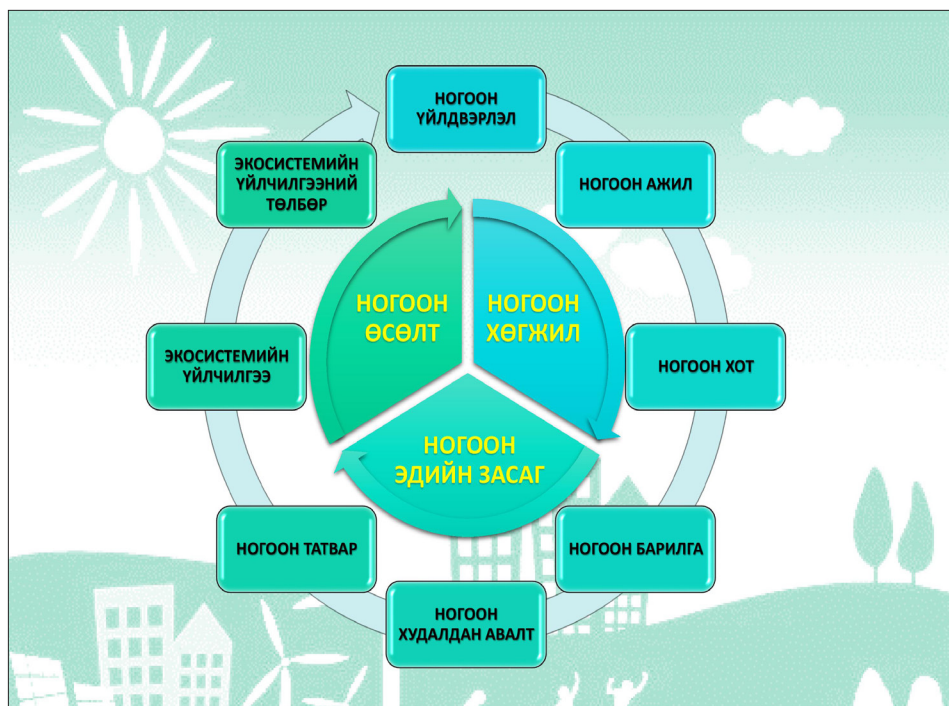 НОГООН
ҮЙЛДВЭРЛЭЛ
ЭКОСИСТЕМИЙН
ҮЙЛЧИЛГЭЭНИЙ
ТӨЛБӨР
НОГООН АЖИЛ
НОГООН
ӨСӨЛТ
НОГООН
ХӨГЖИЛ
ЭКОСИСТЕМИЙН
ҮЙЛЧИЛГЭЭ
НОГООН ХОТ
НОГООН
ЭДИЙН ЗАСАГ
НОГООН ТАТВАР
НОГООН БАРИЛГА
НОГООН
ХУДАЛДАН АВАЛТ